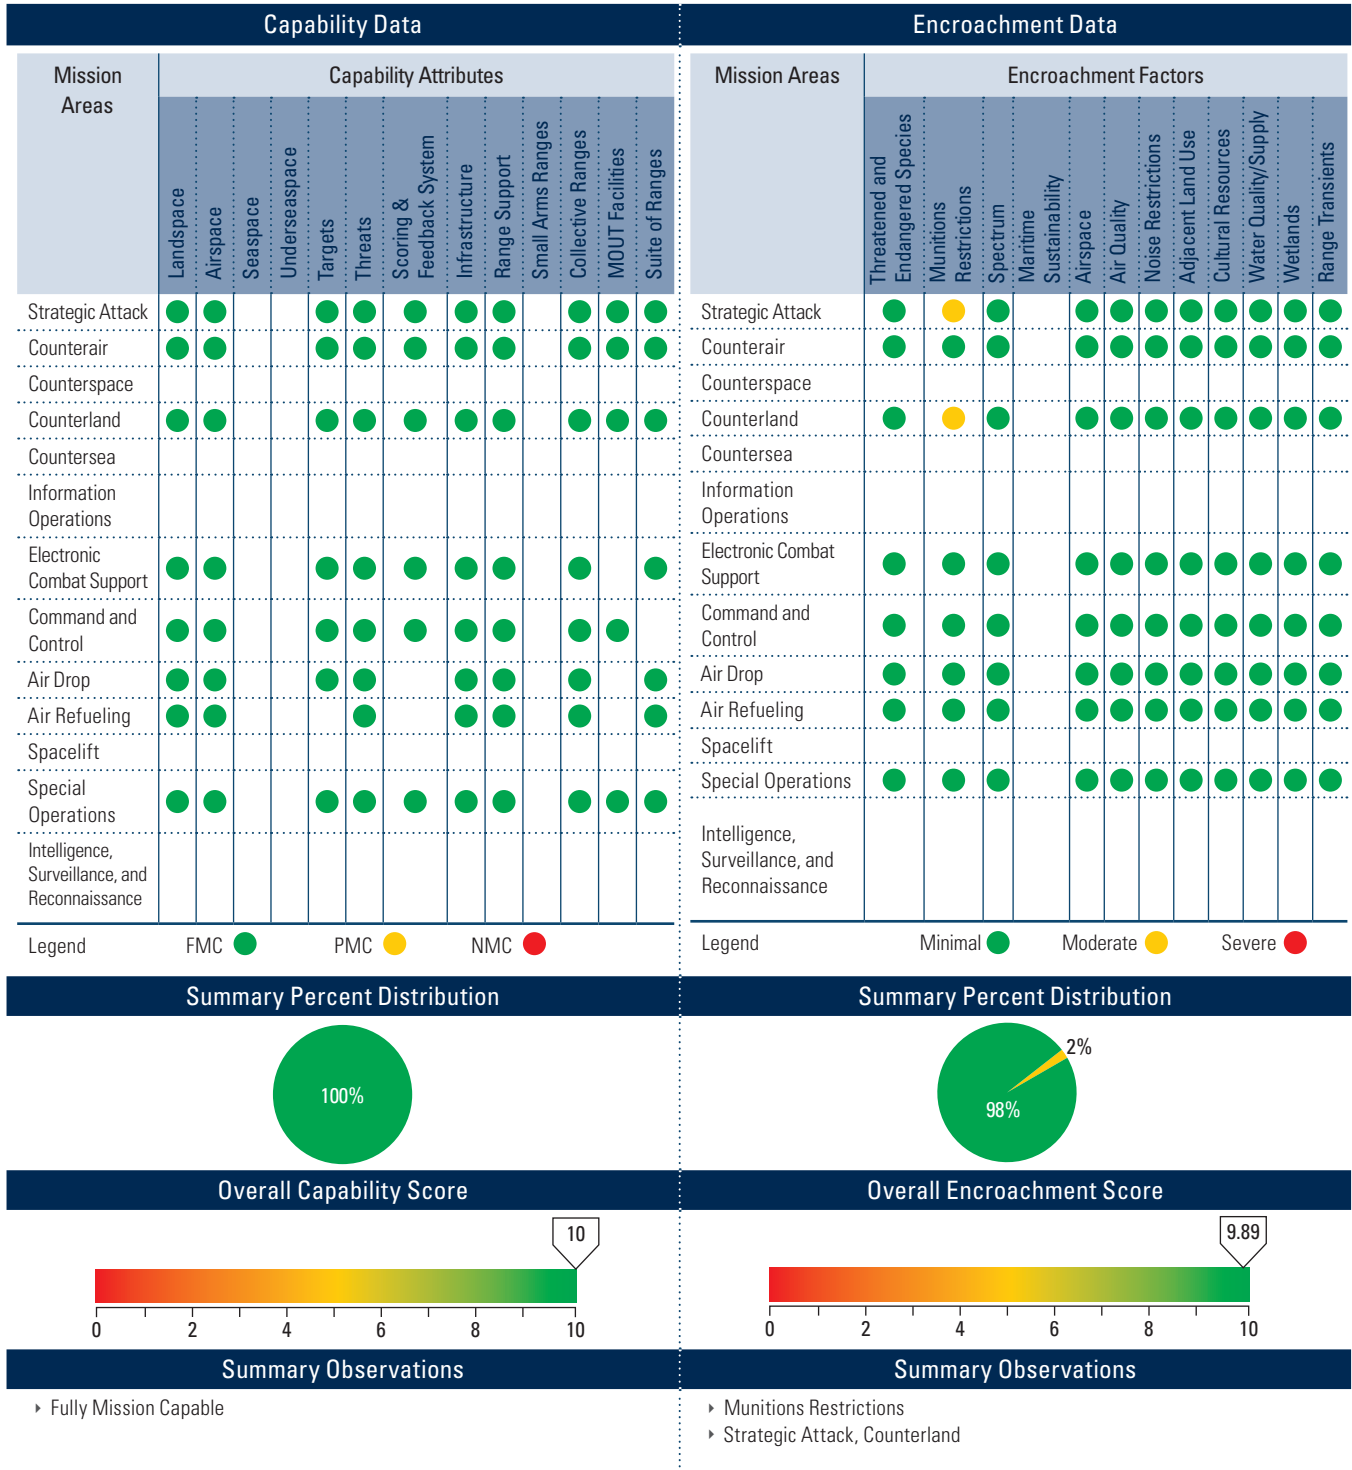 Capability Data
Mission
Areas
Capability Attributes
Landspace
Airspace
Seaspace
Underseaspace
Targets
Threats
Scoring &
Feedback System
Infrastructure
Range Support
Small Arms Ranges
Collective Ranges
MOUT Facilities
Suite of Ranges
Strategic Attack
Counterair
Counterspace
Counterland
Countersea
Information
Operations
Electronic
Combat Support
Command and
Control
Air Drop
Air Refueling
Spacelift
Special
Operations
Intelligence,
Surveillance, and
Reconnaissance
Legend FMC PMC NMC
Summary Percent Distribution
100%
Overall Capability Score
10
0 2 4 6 8 10
Summary Observations
‣ Fully Mission Capable
Encroachment Data
Mission Areas
Encroachment Factors
Threatened and
Endangered Species
Munitions
Restrictions
Spectrum
Maritime
Sustainability
Airspace
Air Quality
Noise Restrictions
Adjacent Land Use
Cultural Resources
Water Quality/Supply
Wetlands
Range Transients
Strategic Attack
Counterair
Counterspace
Counterland
Countersea
Information
Operations
Electronic Combat
Support
Command and
Control
Air Drop
Air Refueling
Spacelift
Special Operations
Intelligence,
Surveillance, and
Reconnaissance
Legend Minimal Moderate Severe
Summary Percent Distribution
2%
98%
Overall Encroachment Score
9.89
0 2 4 6 8 10
Summary Observations
‣ Munitions Restrictions
‣ Strategic Attack, Counterland